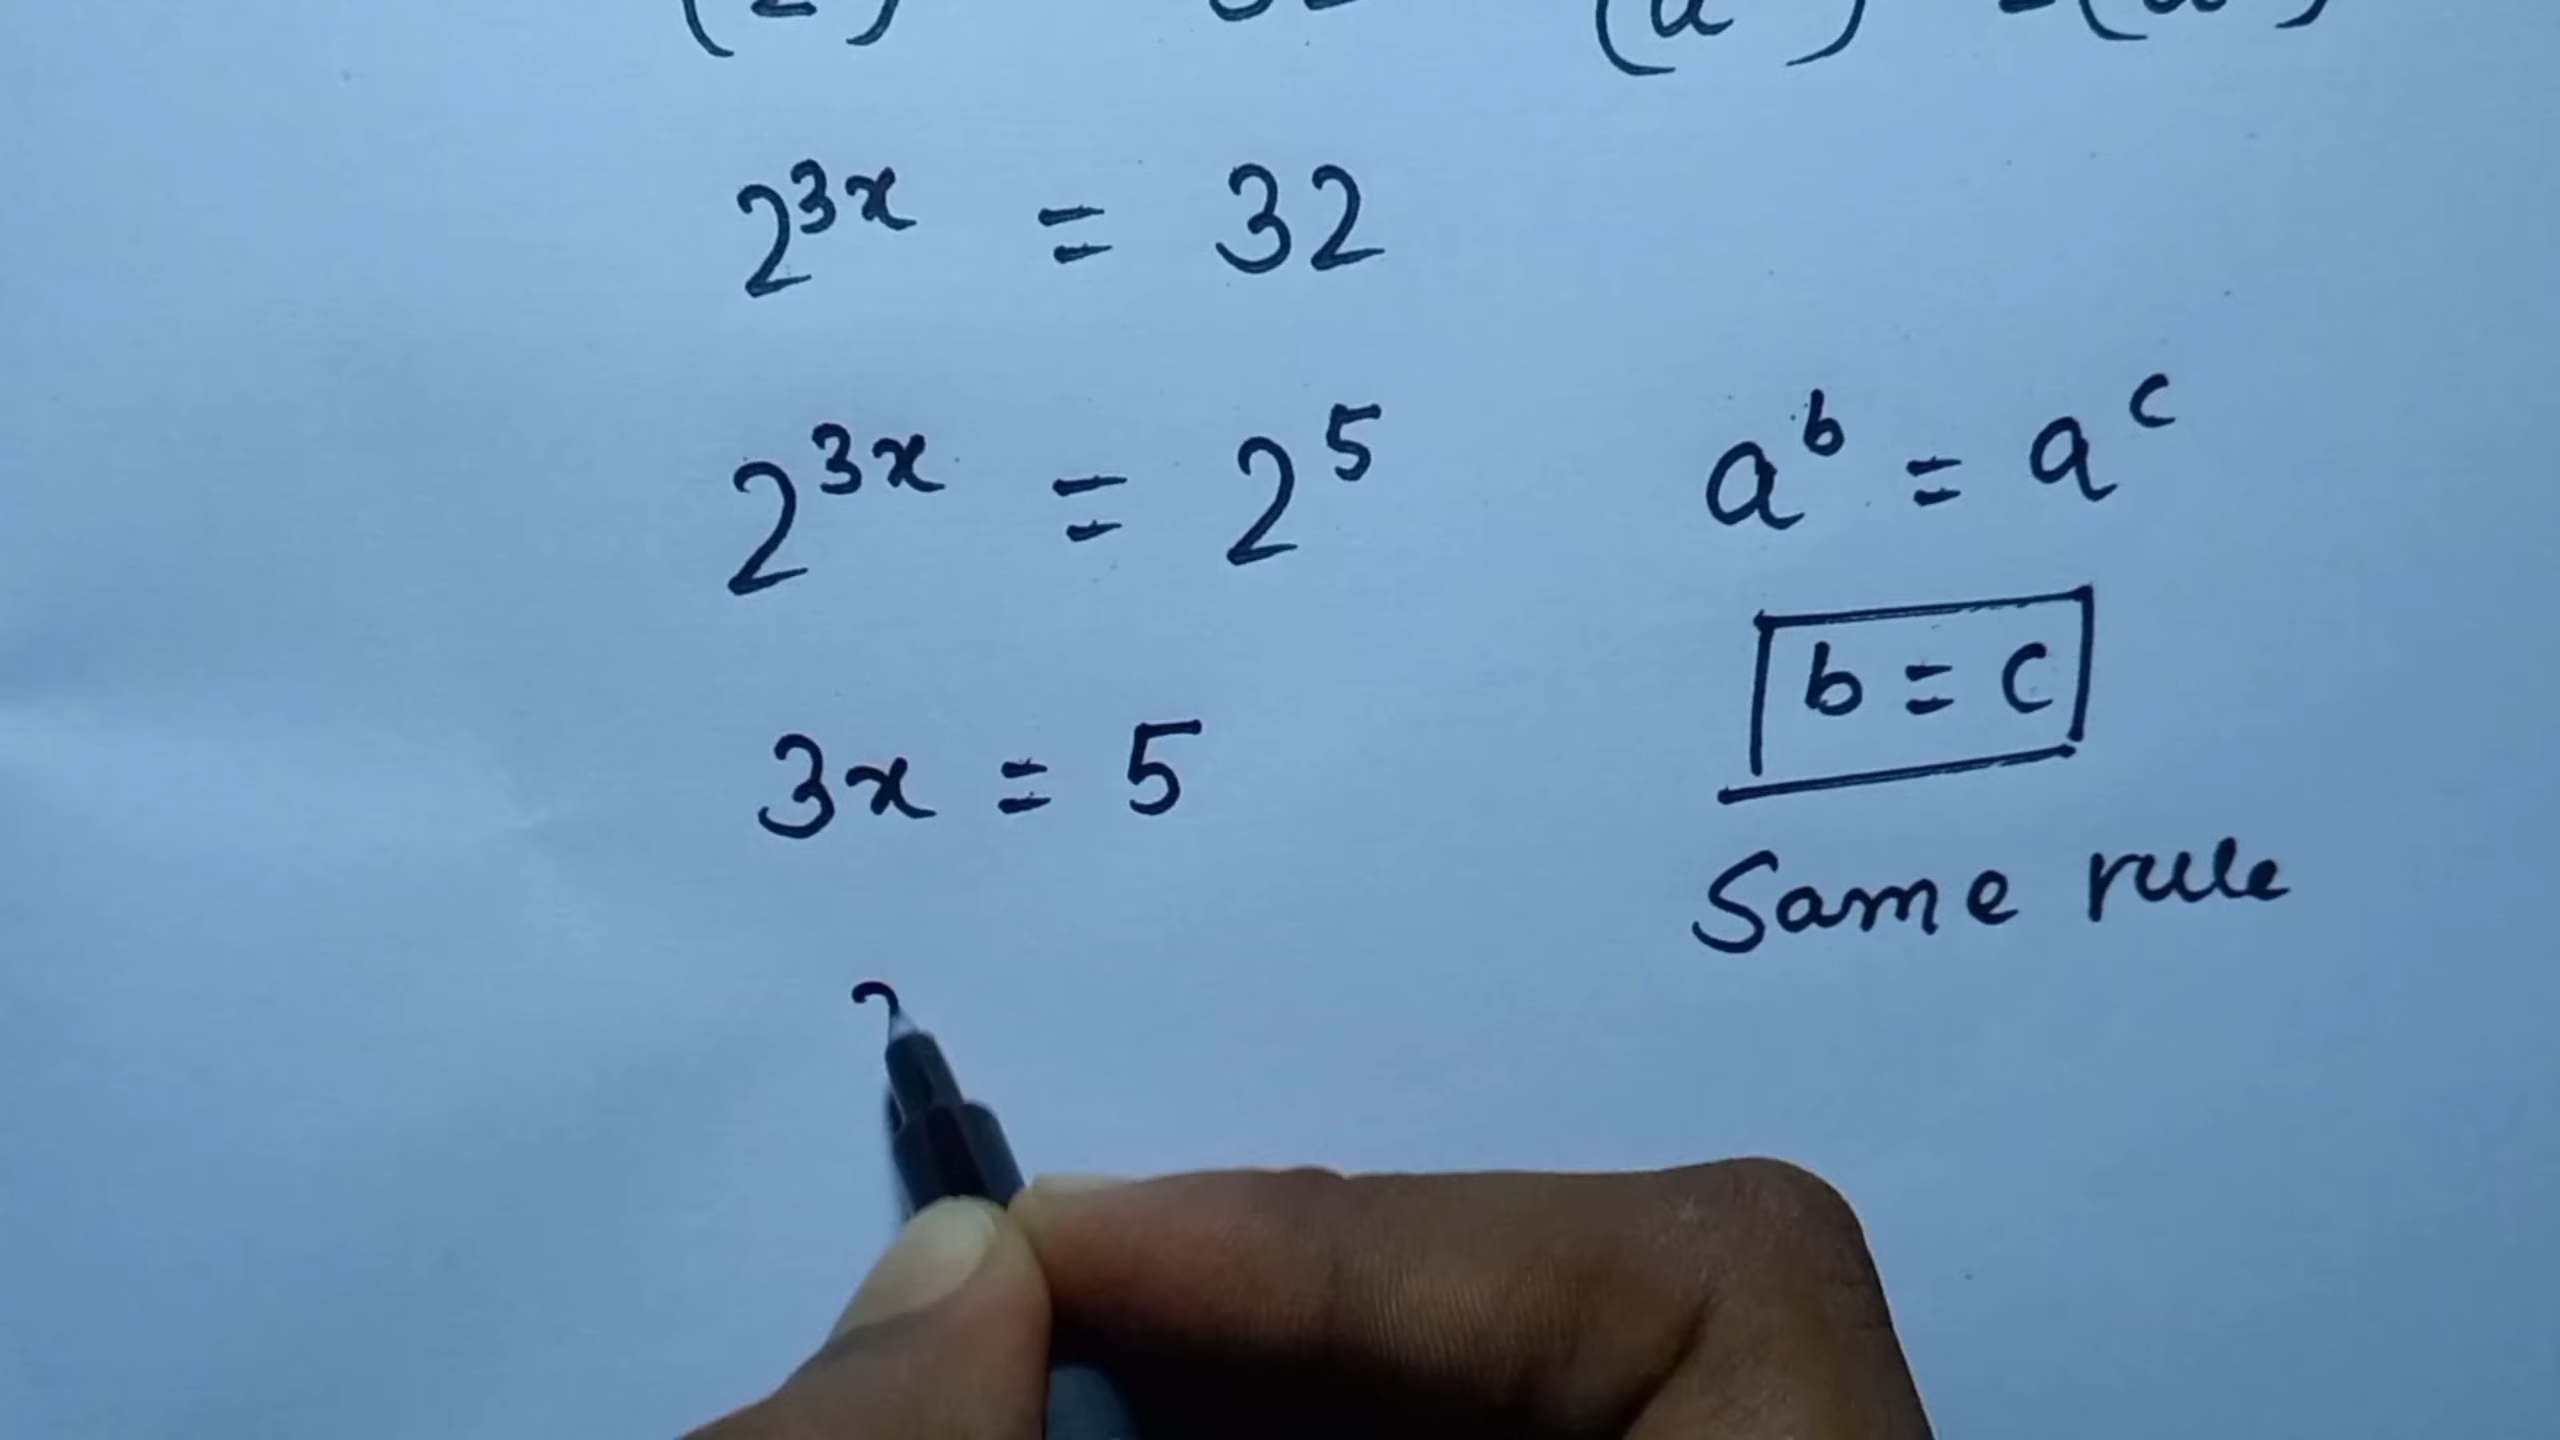 2^{3x} = 32
2^{3x} = 2^5
3x = 5
a^b = a^c
b = c
Same rule